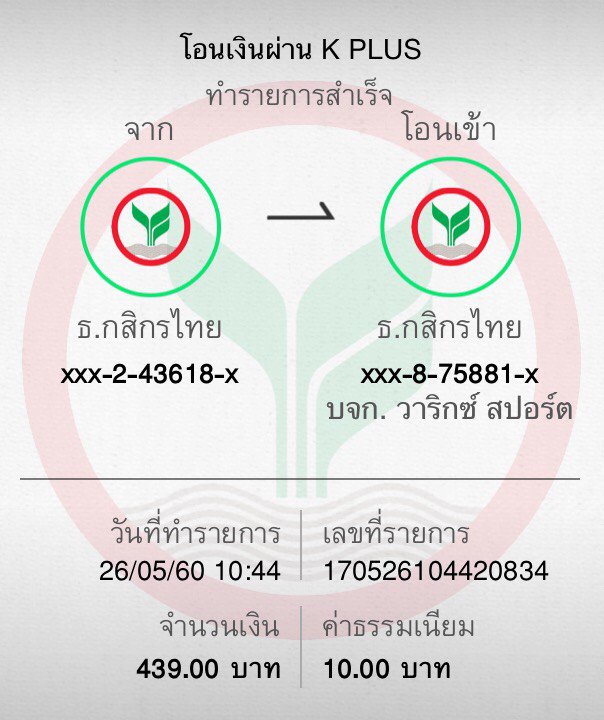 โอนเงินผ่าน K PLUS
ทำรายการสำเร็จ
จาก
โอนเข้า
ธ.กสิกรไทย
ธ.กสิกรไทย
xxx-2-43618-x
xxx-8-75881-x
บจก. วาริกซ์ สปอร์ต
วันที่ทำรายการ
เลขที่รายการ
26/05/60 10:44
170526104420834
จำนวนเงิน
ค่าธรรมเนียม
439.00 บาท
10.00 บาท